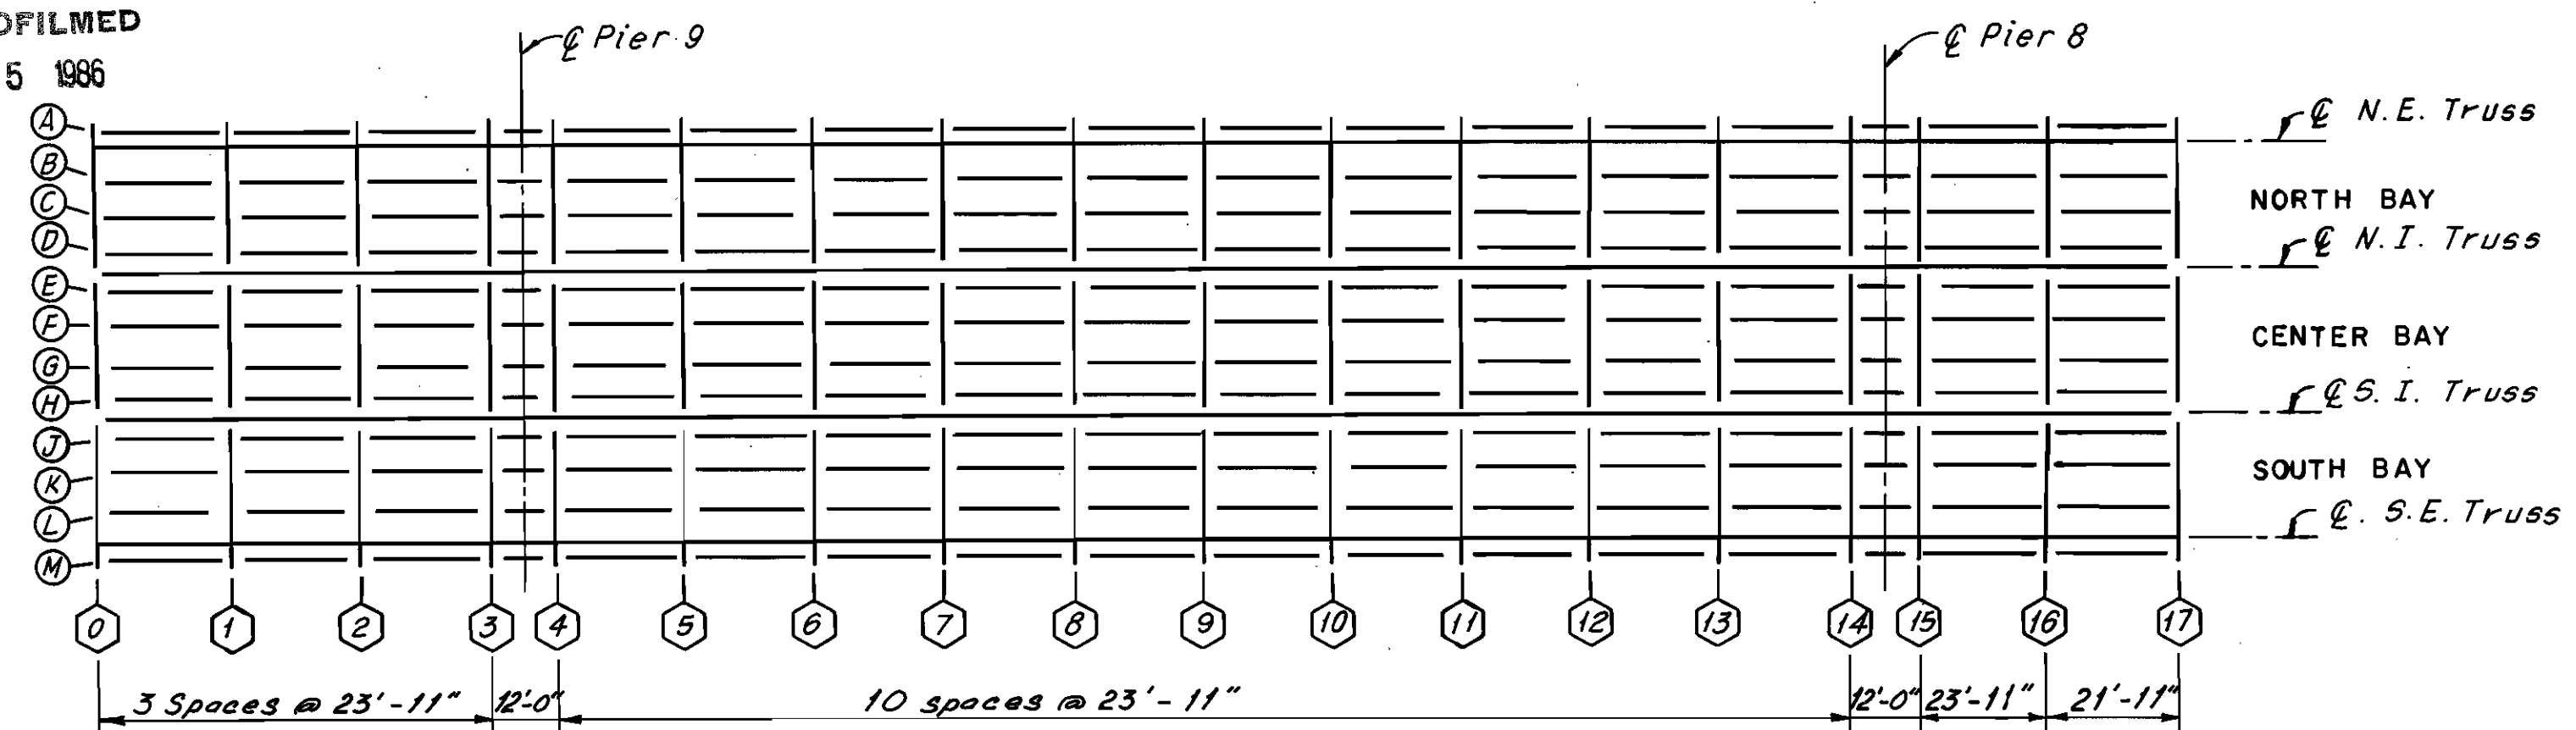 OFILMED
5 1986
℄ Pier 9
℄ Pier 8
A
B
C
D
E
F
G
H
J
K
L
M
℄ N.E. Truss
NORTH BAY
℄ N.I. Truss
CENTER BAY
℄ S.I. Truss
SOUTH BAY
℄. S.E. Truss
0 1 2 3 4 5 6 7 8 9 10 11 12 13 14 15 16 17
3 Spaces @ 23'-11" 12'-0" 10 spaces @ 23'-11" 12'-0" 23'-11" 21'-11"